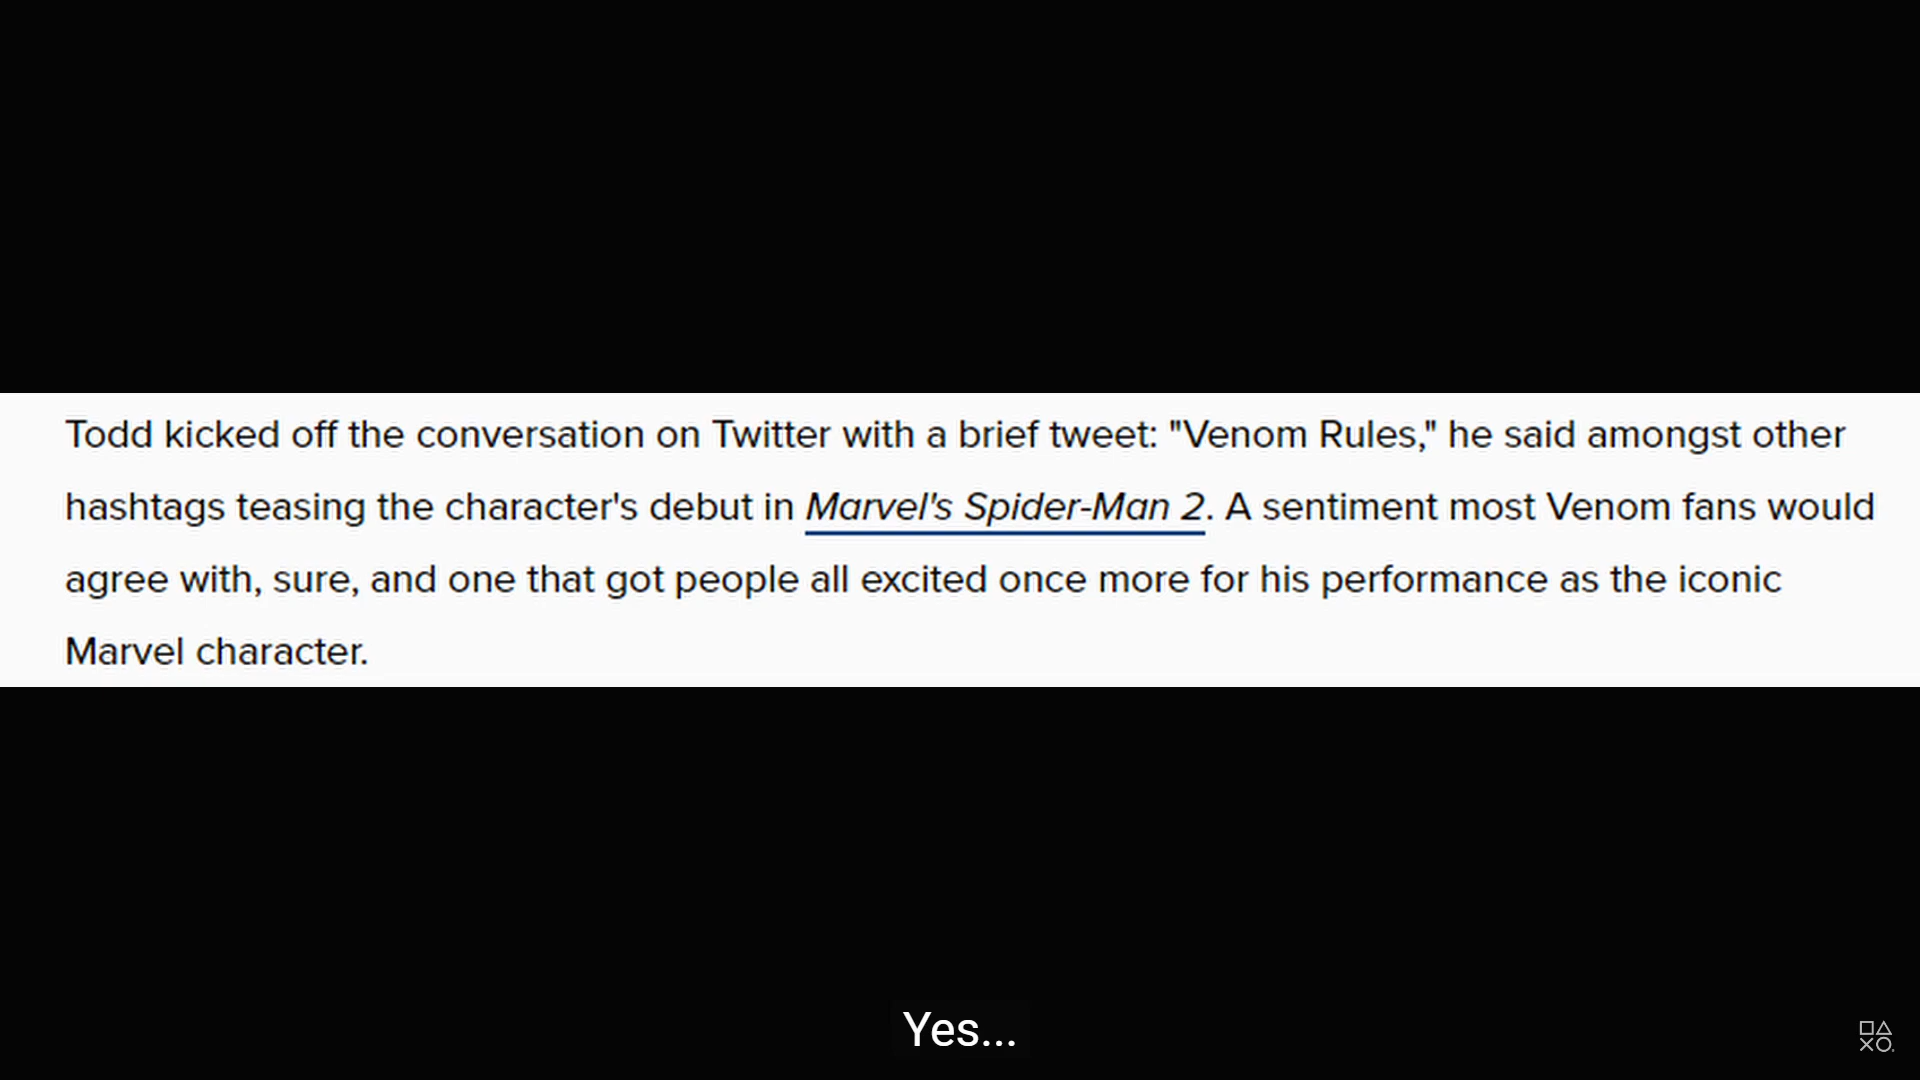 Todd kicked off the conversation on Twitter with a brief tweet: "Venom Rules," he said amongst other
hashtags teasing the character's debut in Marvel's Spider-Man 2. A sentiment most Venom fans would
agree with, sure, and one that got people all excited once more for his performance as the iconic
Marvel character.
Yes...